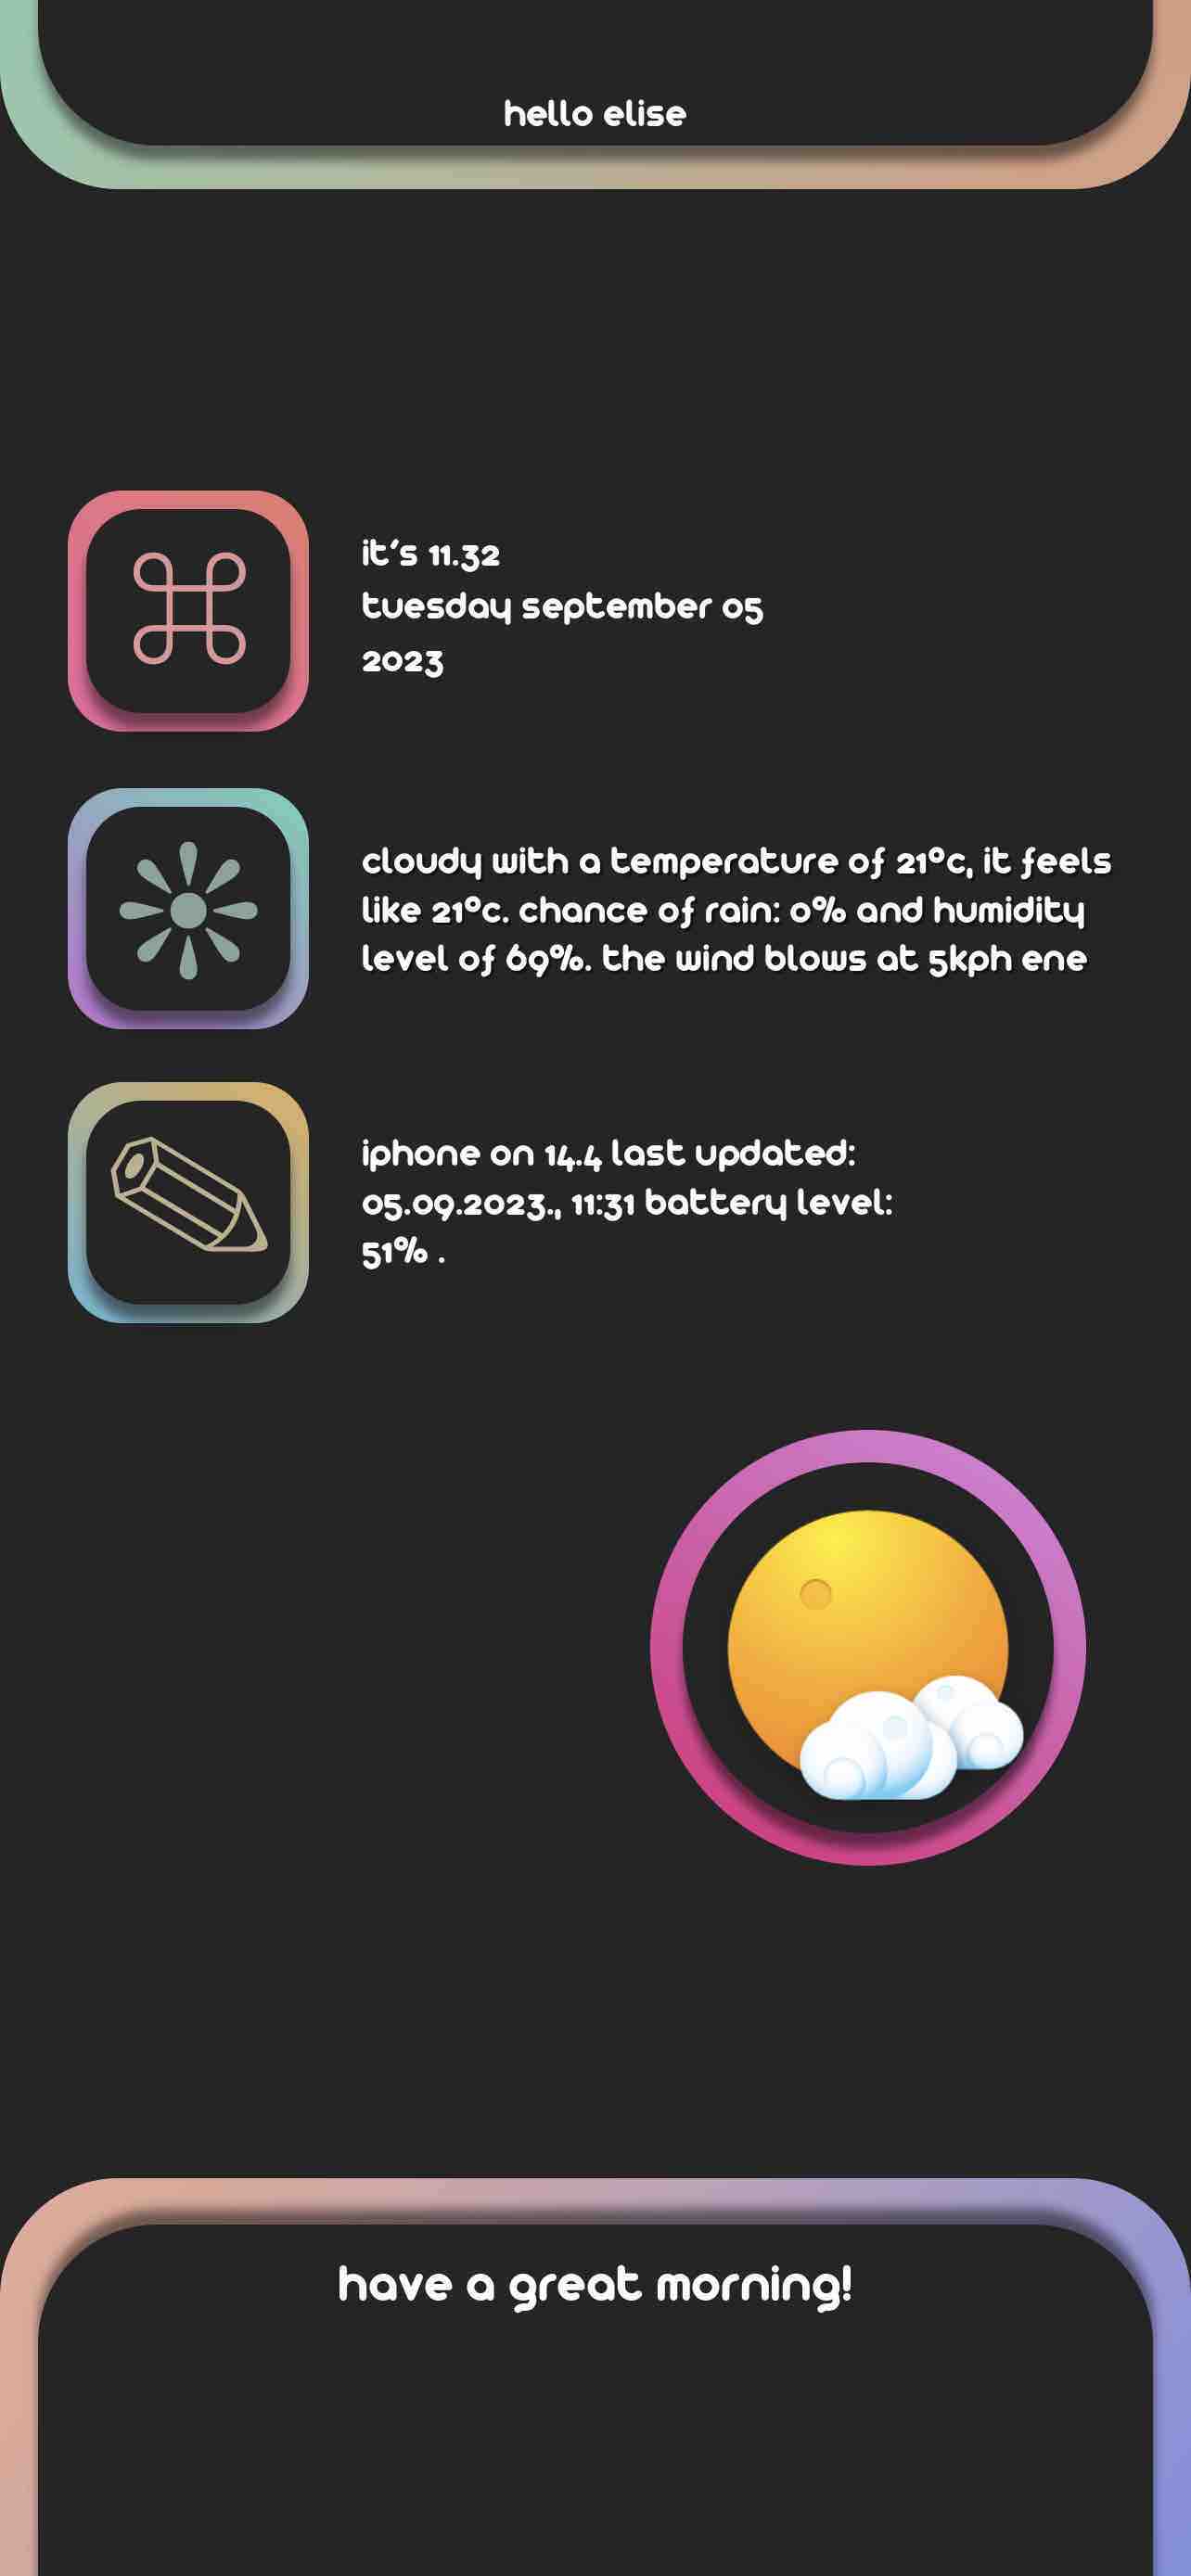 hello elise
it's 11.32
tuesday september 05
2023
cloudy with a temperature of 21°c, it feels
like 21°c. chance of rain: 0% and humidity
level of 69%. the wind blows at 5kph ene
iphone on 14.4 last updated:
05.09.2023., 11:31 battery level:
51% .
have a great morning!